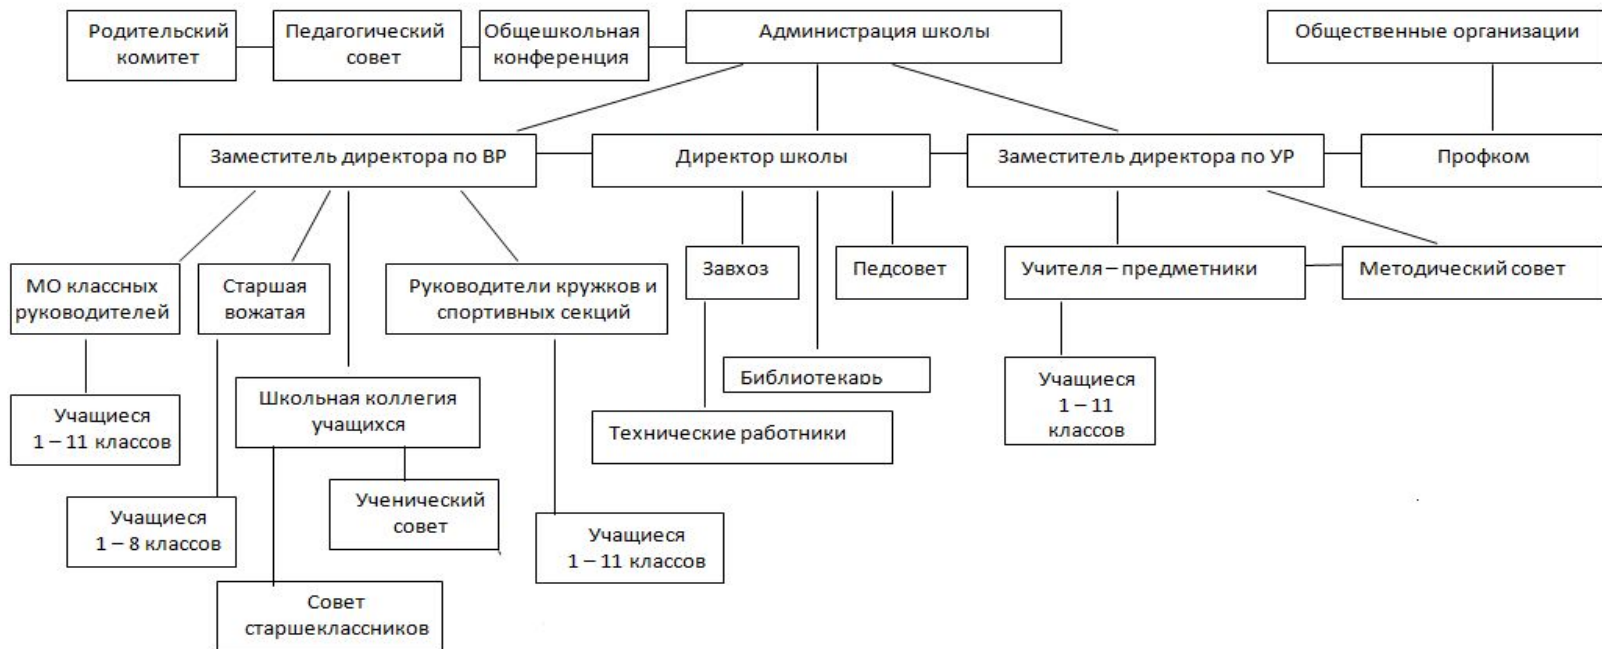 Родительский
комитет
Педагогический
совет
Общешкольная
конференция
Администрация школы
Общественные организации
Заместитель директора по ВР
Директор школы
Заместитель директора по УР
Профком
МО классных
руководителей
Старшая
вожатая
Руководители кружков и
спортивных секций
Завхоз
Педсовет
Учителя – предметники
Методический совет
Библиотекарь
Учащиеся
1 – 11
классов
Школьная коллегия
учащихся
Учащиеся
1 – 11 классов
Технические работники
Ученический
совет
Учащиеся
1 – 8 классов
Учащиеся
1 – 11 классов
Совет
старшеклассников